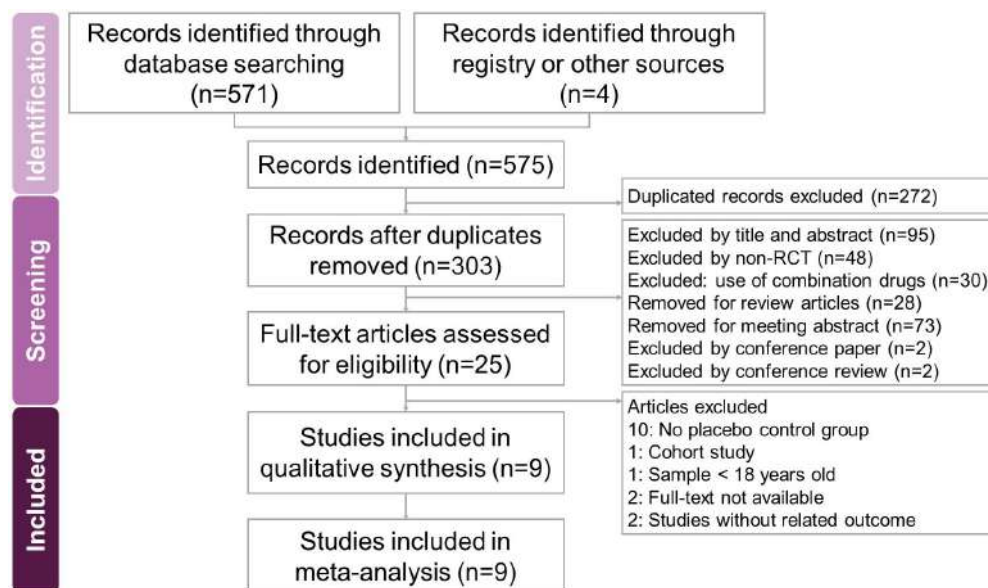 Identification
Records identified through
database searching
(n=571)
Records identified through
registry or other sources
(n=4)
Records identified (n=575)
Screening
Duplicated records excluded (n=272)
Records after duplicates
removed (n=303)
Excluded by title and abstract (n=95)
Excluded by non-RCT (n=48)
Excluded: use of combination drugs (n=30)
Removed for review articles (n=28)
Removed for meeting abstract (n=73)
Excluded by conference paper (n=2)
Excluded by conference review (n=2)
Full-text articles assessed
for eligibility (n=25)
Included
Articles excluded
10: No placebo control group
1: Cohort study
1: Sample < 18 years old
2: Full-text not available
2: Studies without related outcome
Studies included in
qualitative synthesis (n=9)
Studies included in
meta-analysis (n=9)